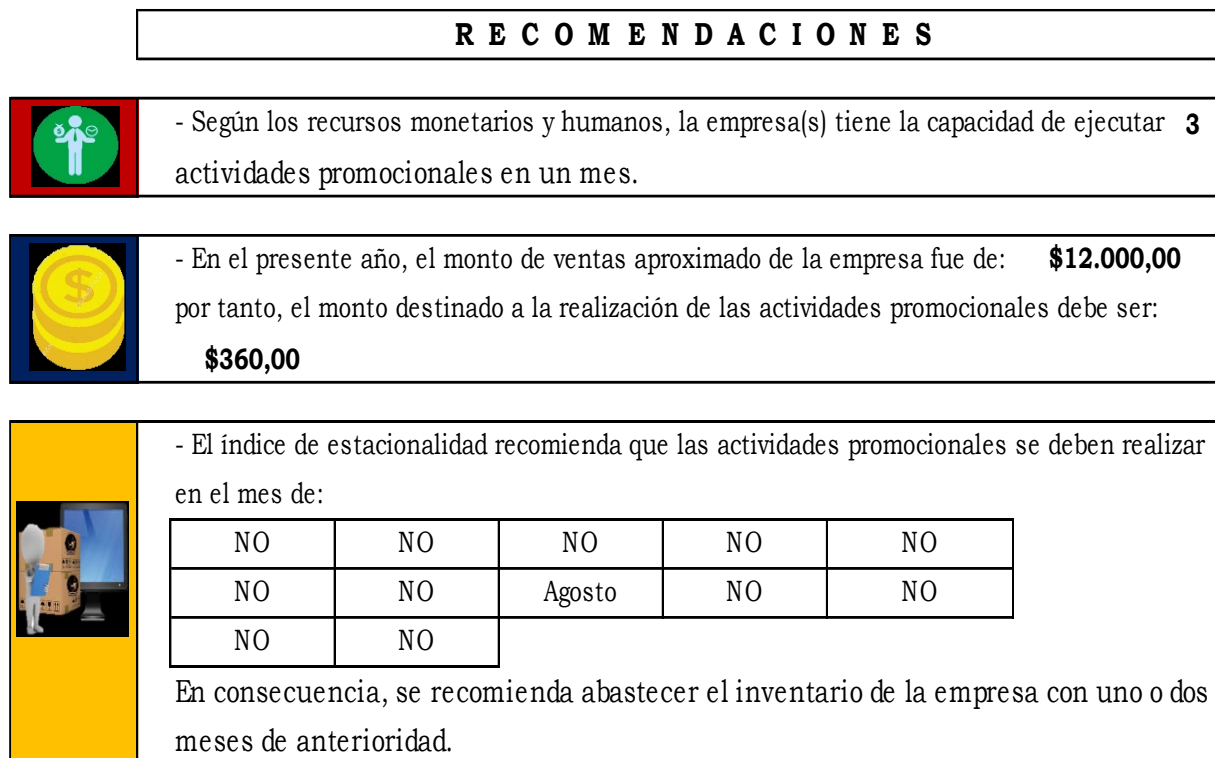 RECOMENDACIONES
- Según los recursos monetarios y humanos, la empresa(s) tiene la capacidad de ejecutar 3
actividades promocionales en un mes.
- En el presente año, el monto de ventas aproximado de la empresa fue de: $12.000,00
por tanto, el monto destinado a la realización de las actividades promocionales debe ser:
$360,00
- El índice de estacionalidad recomienda que las actividades promocionales se deben realizar
en el mes de:
NO NO NO NO NO
NO NO Agosto NO NO
NO NO
En consecuencia, se recomienda abastecer el inventario de la empresa con uno o dos
meses de anterioridad.